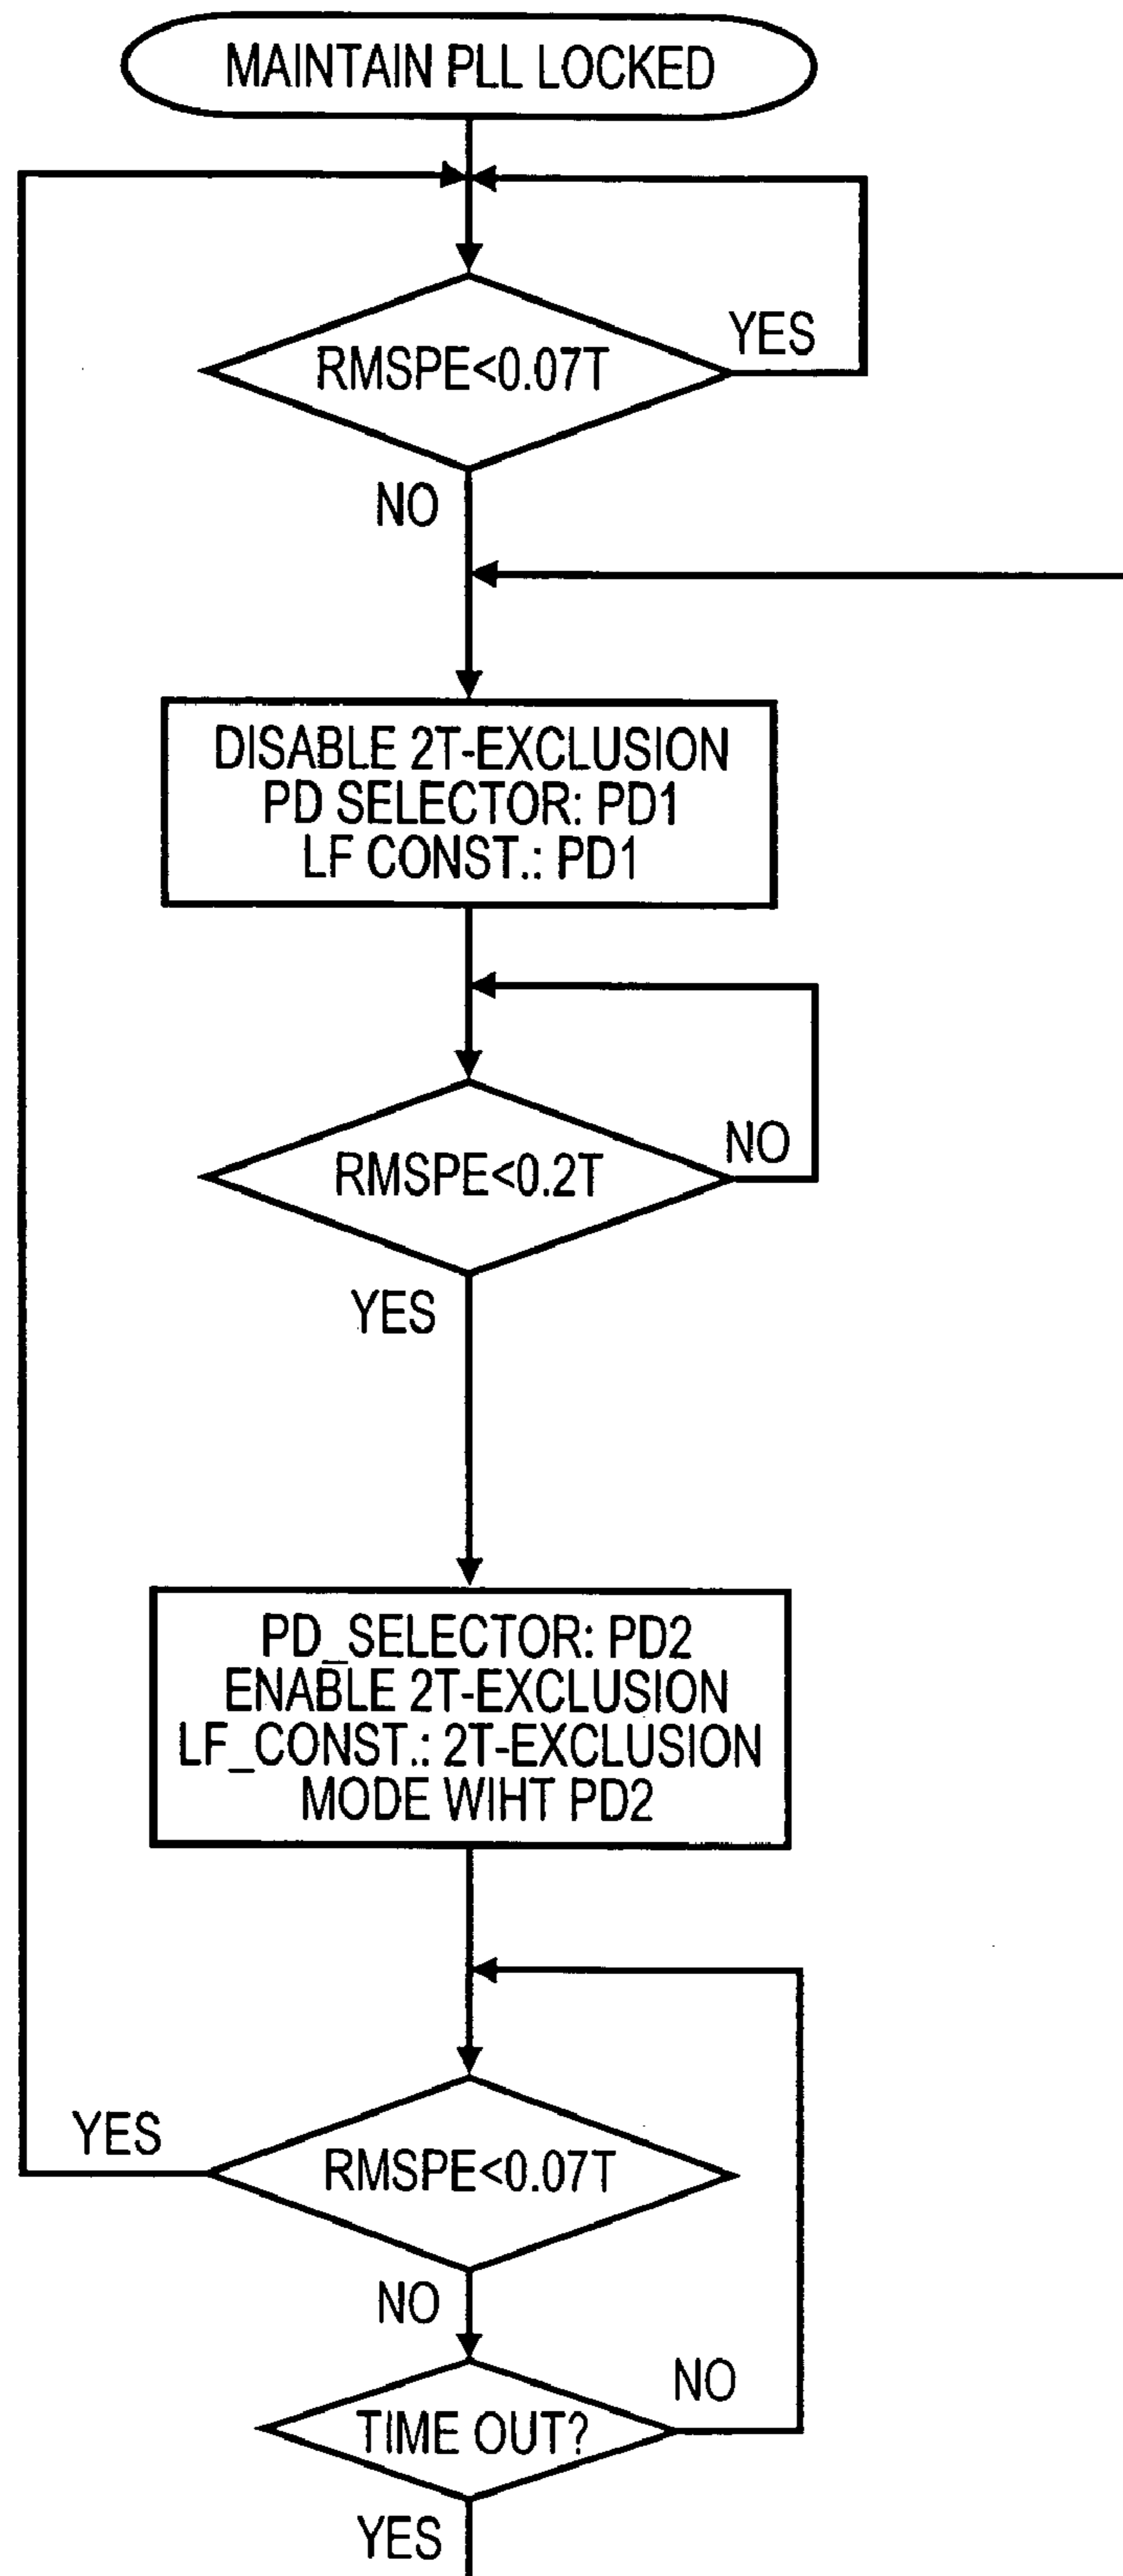 MAINTAIN PLL LOCKED
RMSPE<0.07T
YES
NO
DISABLE 2T-EXCLUSION
PD SELECTOR: PD1
LF CONST.: PD1
RMSPE<0.2T
NO
YES
PD_SELECTOR: PD2
ENABLE 2T-EXCLUSION
LF_CONST.: 2T-EXCLUSION
MODE WIHT PD2
YES
RMSPE<0.07T
NO
NO
TIME OUT?
YES